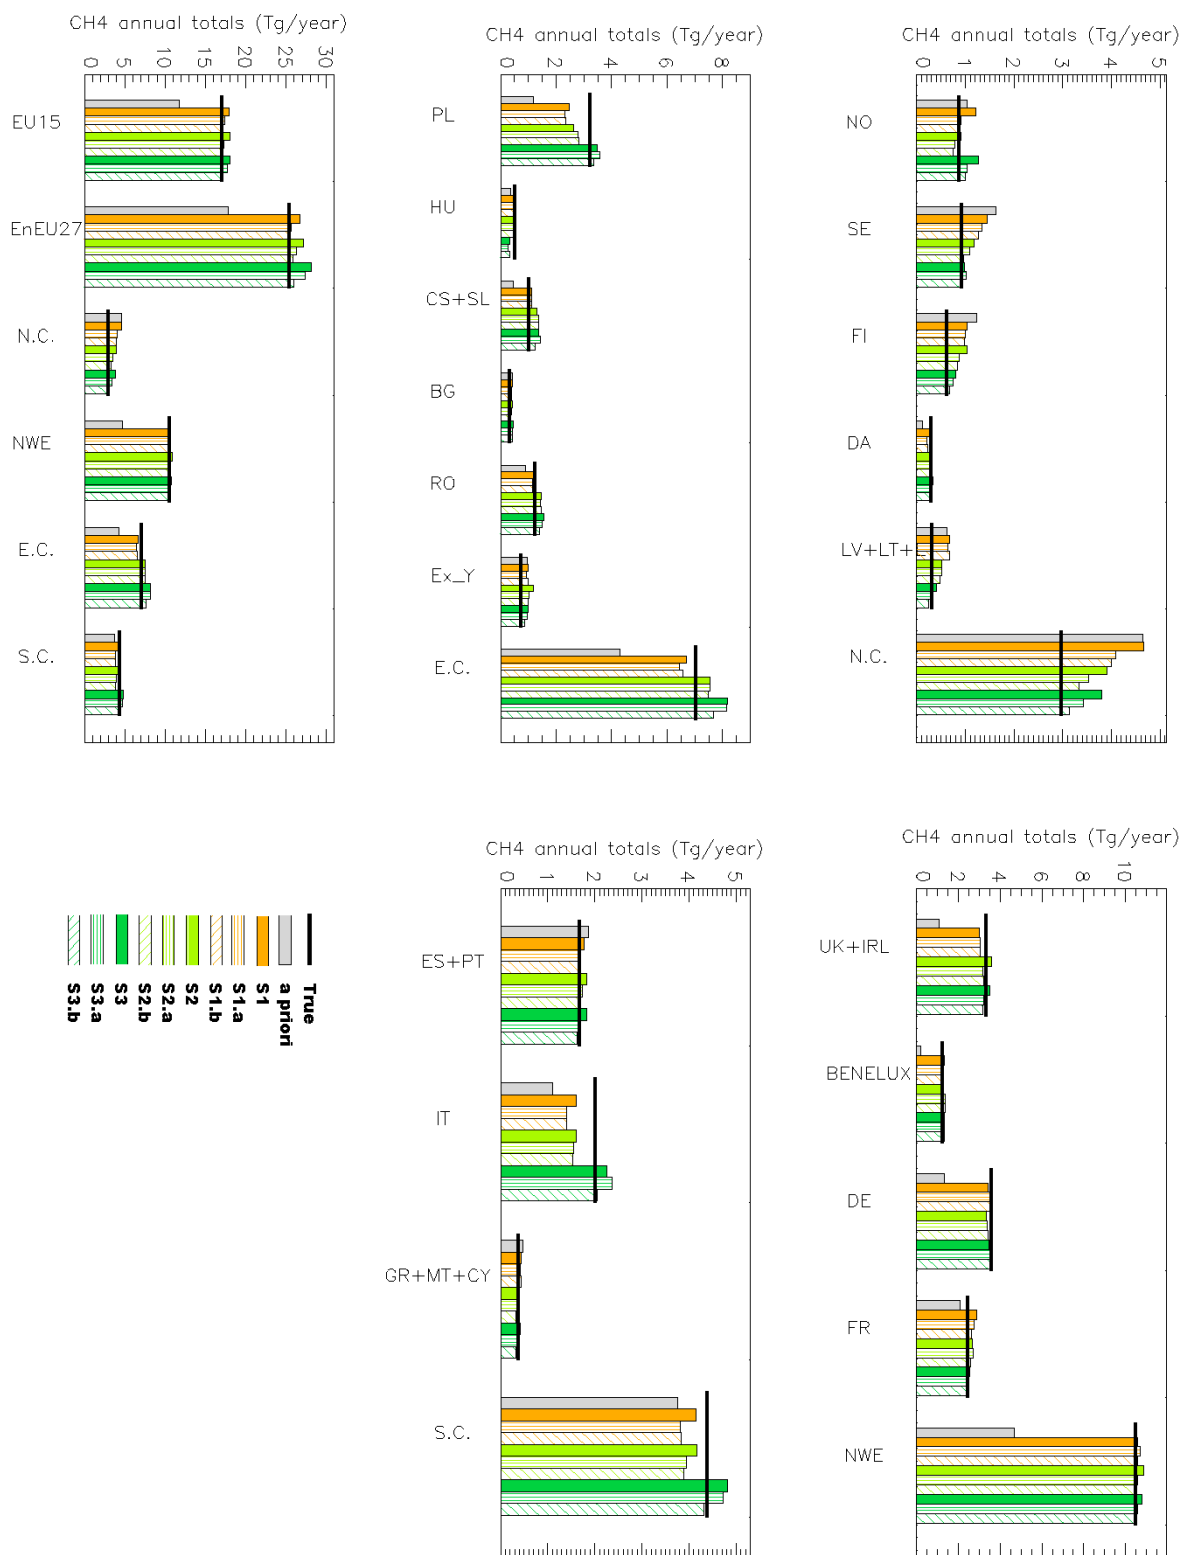 CH4 annual totals (Tg/year)
0 5 10 15 20 25 30
EU15
EnEU27
N.C.
NWE
E.C.
S.C.
CH4 annual totals (Tg/year)
0 2 4 6 8
PL
HU
CS+SL
BG
RO
Ex_Y
E.C.
CH4 annual totals (Tg/year)
0 1 2 3 4 5
NO
SE
FI
DA
LV+LT+
N.C.
CH4 annual totals (Tg/year)
0 1 2 3 4 5
ES+PT
IT
GR+MT+CY
S.C.
CH4 annual totals (Tg/year)
0 2 4 6 8 10
UK+IRL
BENELUX
DE
FR
NWE
True
a priori
S1
S1.a
S1.b
S2
S2.a
S2.b
S3
S3.a
S3.b